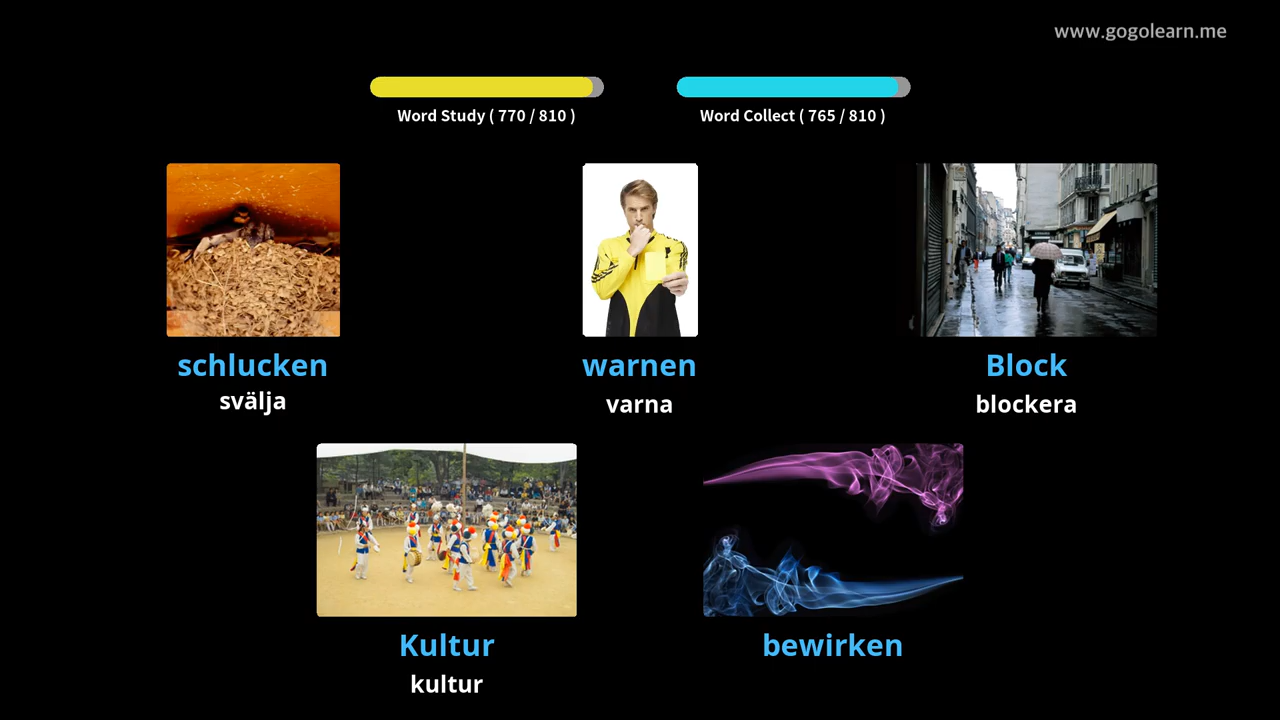 www.gogolearn.me
Word Study ( 770 / 810 )
Word Collect ( 765 / 810 )
schlucken
svälja
warnen
varna
Block
blockera
Kultur
kultur
bewirken